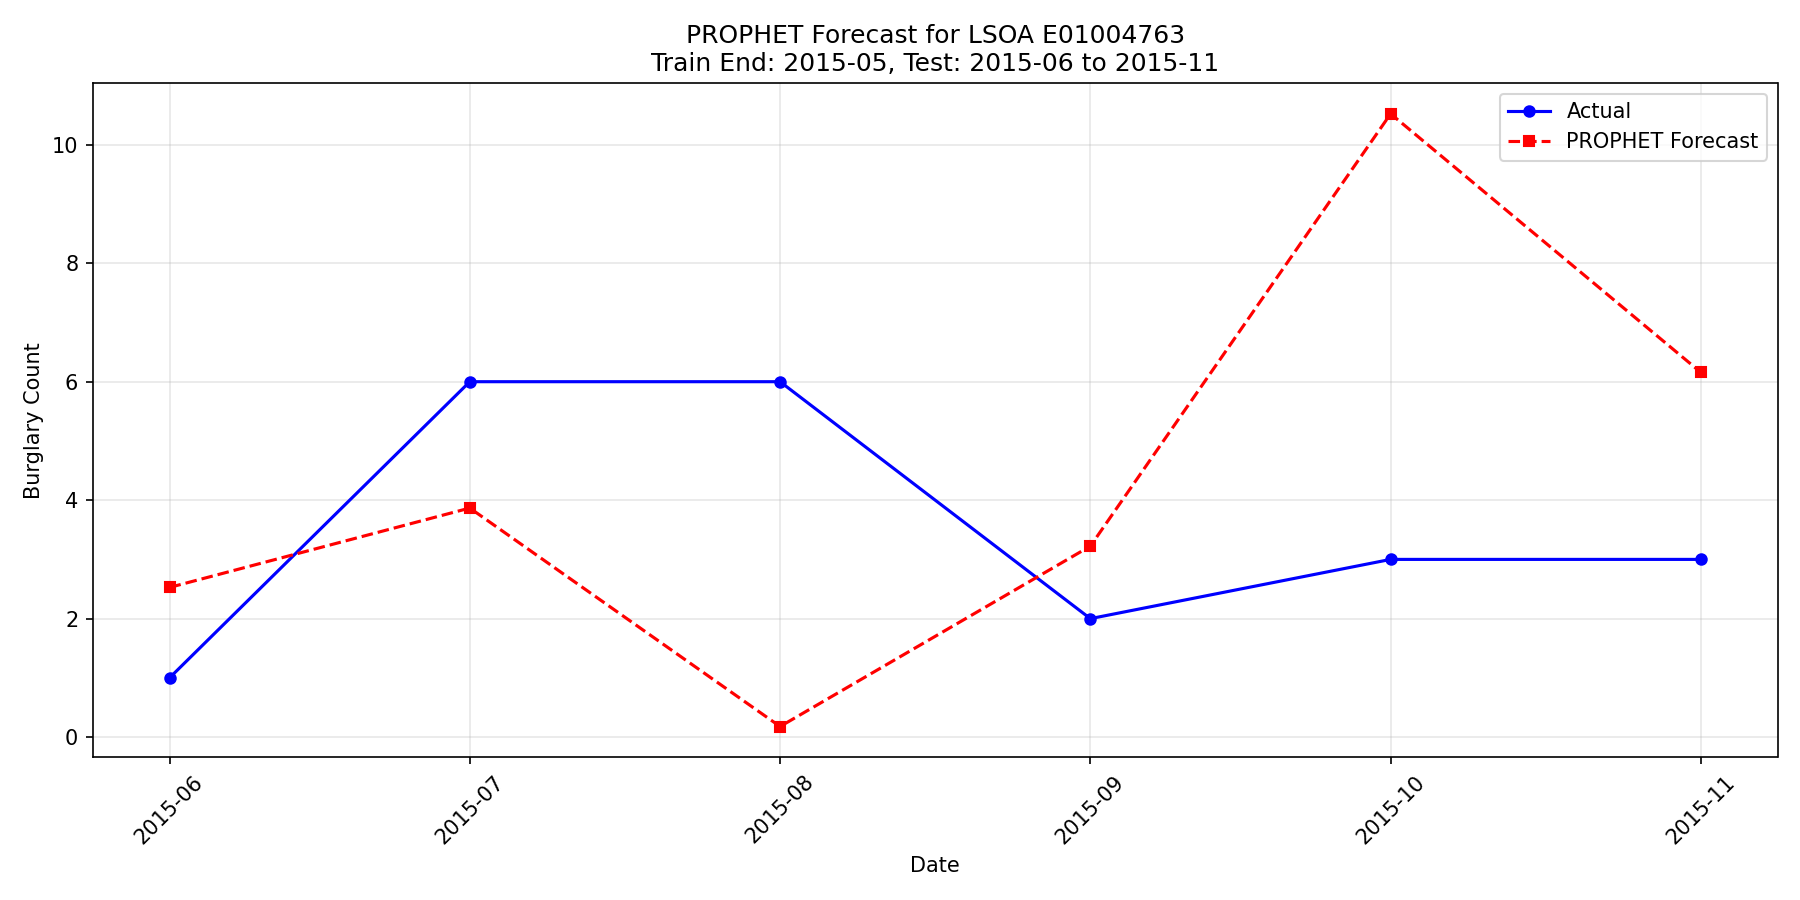 PROPHET Forecast for LSOA E01004763
Train End: 2015-05, Test: 2015-06 to 2015-11
Actual
PROPHET Forecast
Burglary Count
10
8
6
4
2
0
2015-06
2015-07
2015-08
2015-09
2015-10
2015-11
Date